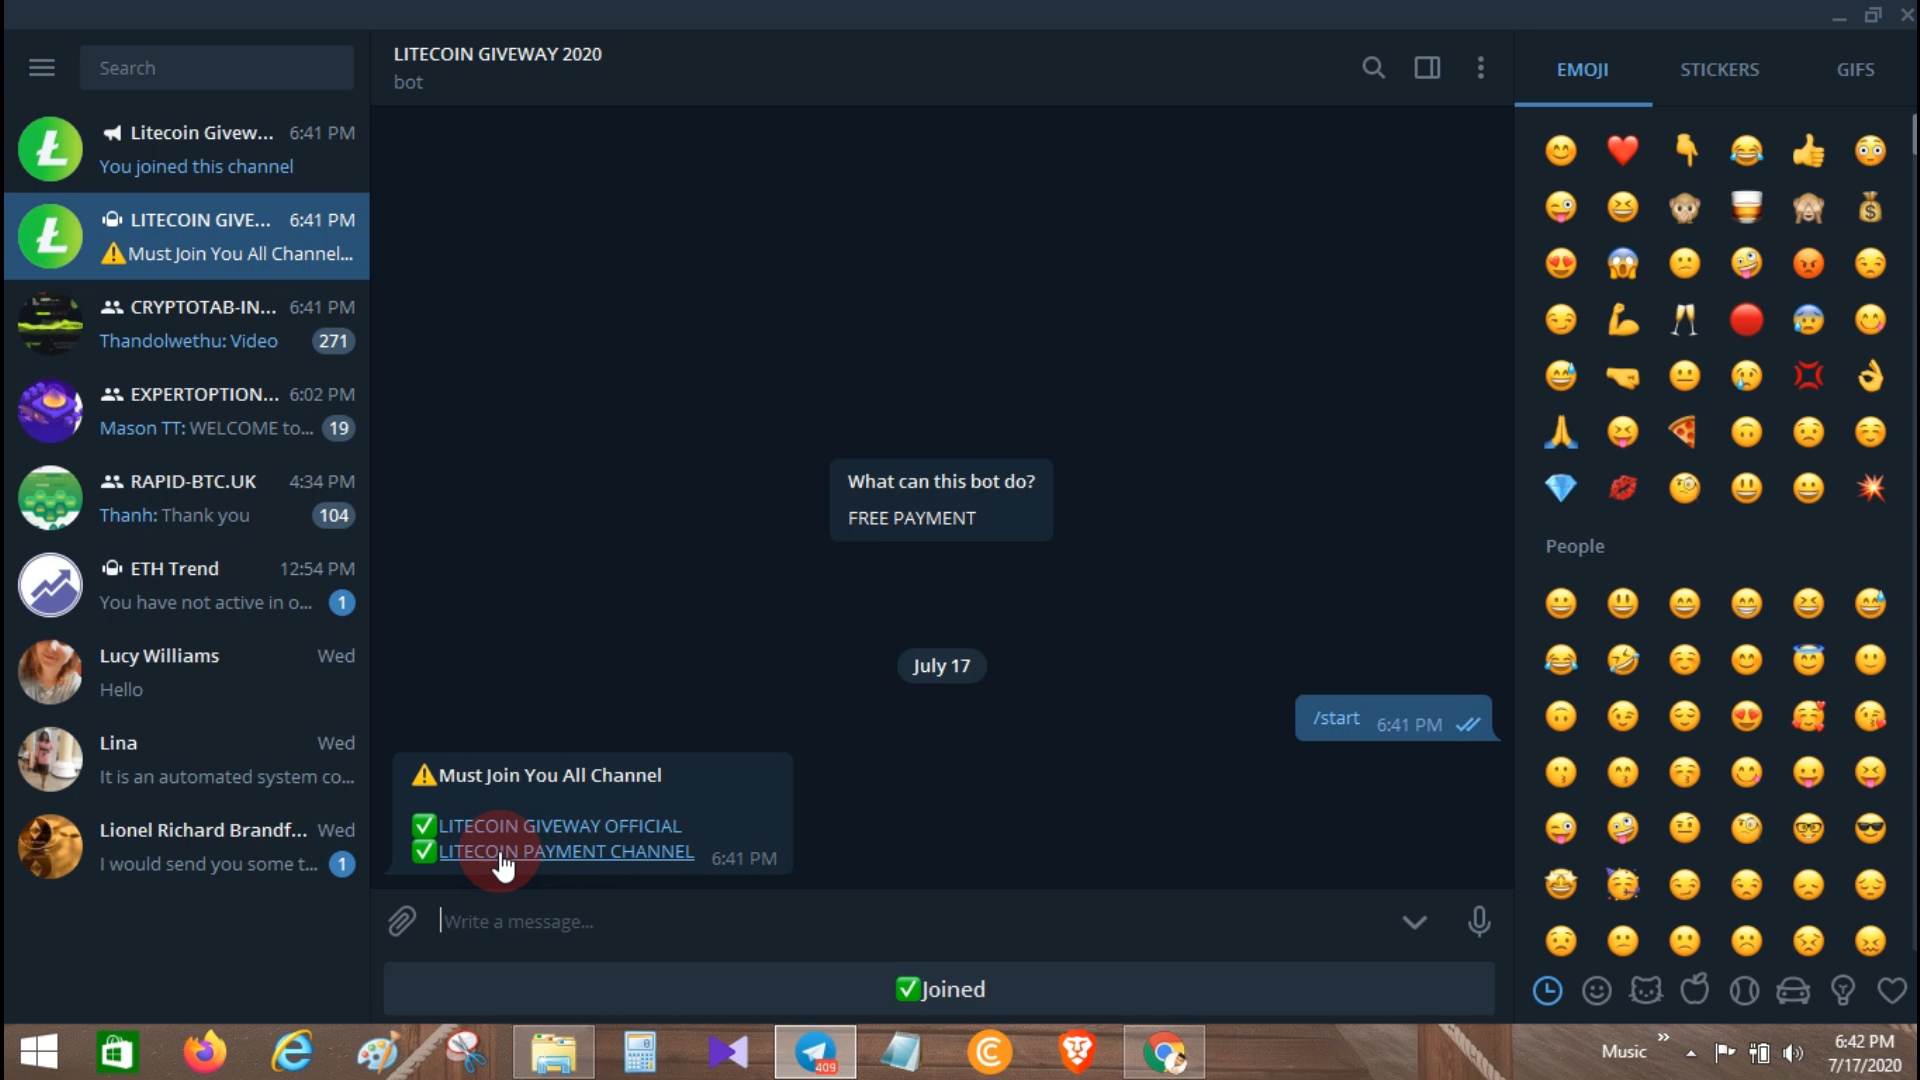 Search
Litecoin Givew... 6:41 PM
You joined this channel
LITECOIN GIVE... 6:41 PM
⚠️Must Join You All Channel...
CRYPTOTAB-IN... 6:41 PM
Thandolwethu: Video 271
EXPERTOPTION... 6:02 PM
Mason TT: WELCOME to... 19
RAPID-BTC.UK 4:34 PM
Thanh: Thank you 104
ETH Trend 12:54 PM
You have not active in o... 1
Lucy Williams Wed
Hello
Lina Wed
It is an automated system co...
Lionel Richard Brandf... Wed
I would send you some t... 1
LITECOIN GIVEWAY 2020
bot
What can this bot do?
FREE PAYMENT
July 17
/start 6:41 PM
⚠️Must Join You All Channel
✅LITECOIN GIVEWAY OFFICIAL
✅LITECOIN PAYMENT CHANNEL 6:41 PM
Write a message...
✅Joined
EMOJI STICKERS GIFS
People
409
Music
6:42 PM
7/17/2020